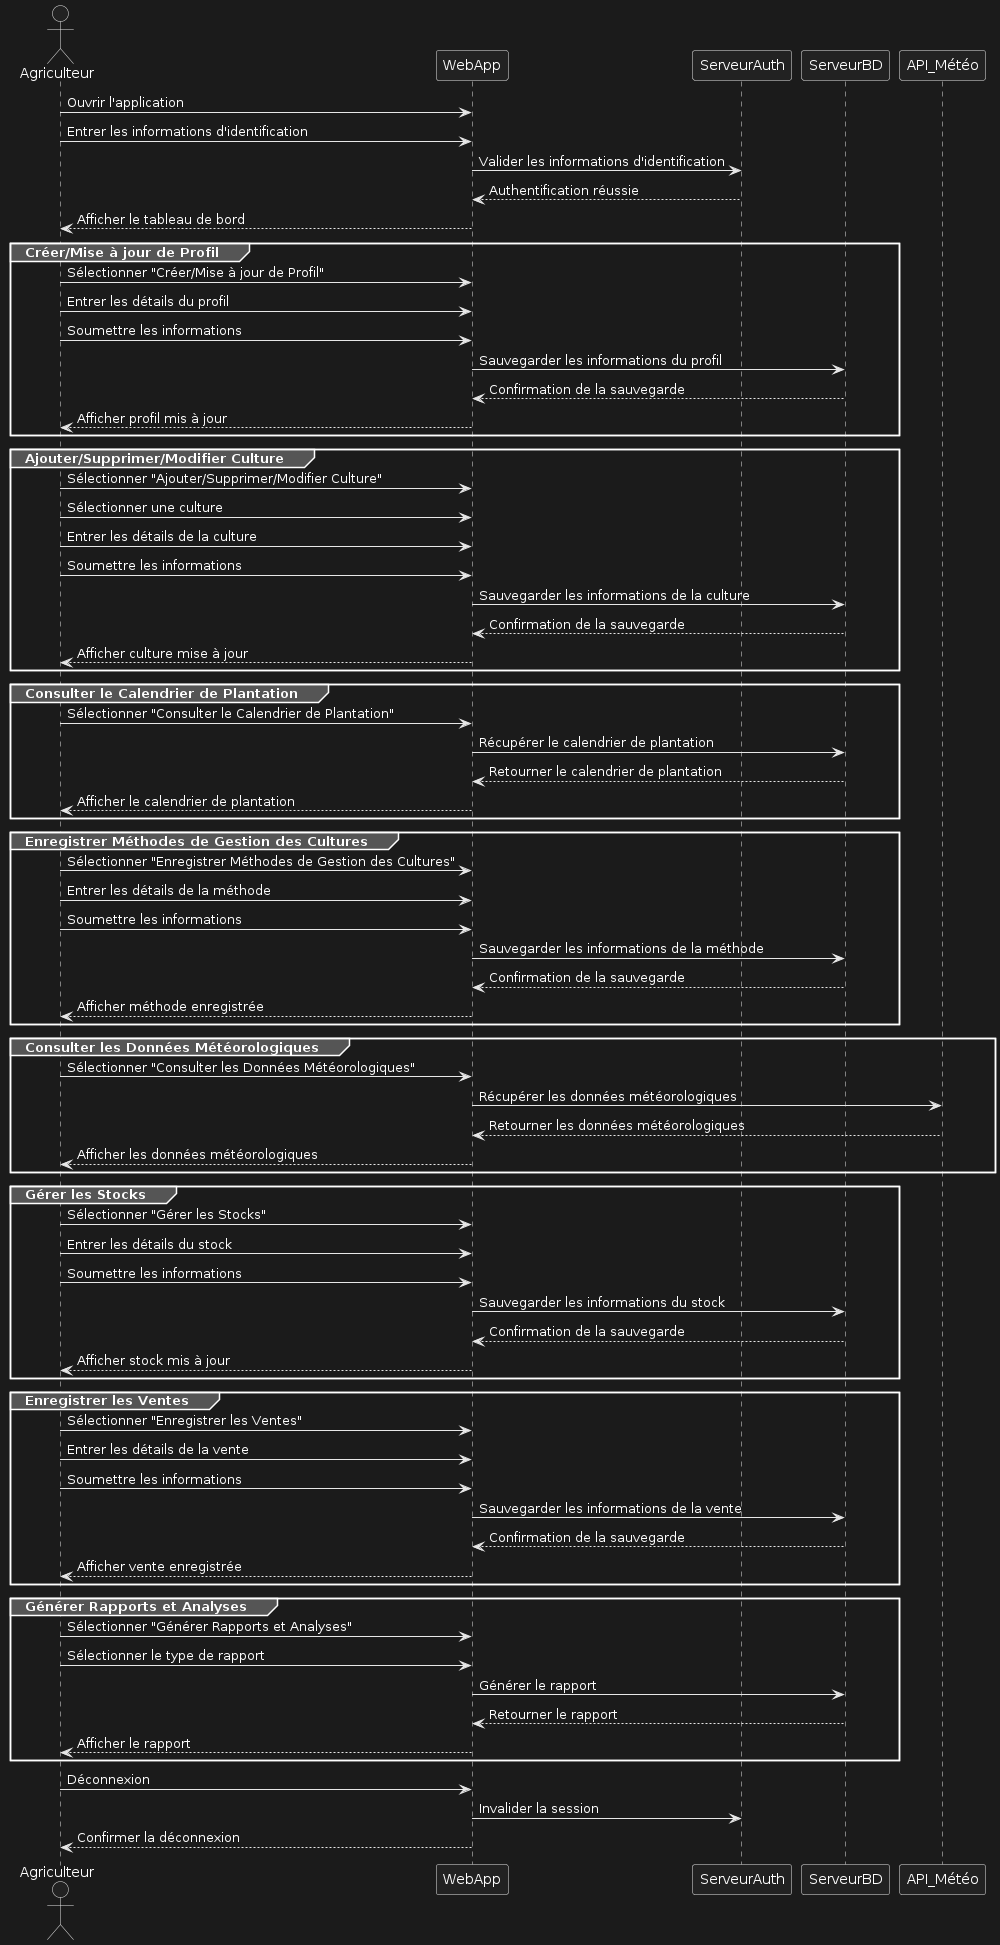 Agriculteur
WebApp
ServeurAuth
ServeurBD
API_Météo
Ouvrir l'application
Entrer les informations d'identification
Valider les informations d'identification
Authentification réussie
Afficher le tableau de bord
Créer/Mise à jour de Profil
Sélectionner "Créer/Mise à jour de Profil"
Entrer les détails du profil
Soumettre les informations
Sauvegarder les informations du profil
Confirmation de la sauvegarde
Afficher profil mis à jour
Ajouter/Supprimer/Modifier Culture
Sélectionner "Ajouter/Supprimer/Modifier Culture"
Sélectionner une culture
Entrer les détails de la culture
Soumettre les informations
Sauvegarder les informations de la culture
Confirmation de la sauvegarde
Afficher culture mise à jour
Consulter le Calendrier de Plantation
Sélectionner "Consulter le Calendrier de Plantation"
Récupérer le calendrier de plantation
Retourner le calendrier de plantation
Afficher le calendrier de plantation
Enregistrer Méthodes de Gestion des Cultures
Sélectionner "Enregistrer Méthodes de Gestion des Cultures"
Entrer les détails de la méthode
Soumettre les informations
Sauvegarder les informations de la méthode
Confirmation de la sauvegarde
Afficher méthode enregistrée
Consulter les Données Météorologiques
Sélectionner "Consulter les Données Météorologiques"
Récupérer les données météorologiques
Retourner les données météorologiques
Afficher les données météorologiques
Gérer les Stocks
Sélectionner "Gérer les Stocks"
Entrer les détails du stock
Soumettre les informations
Sauvegarder les informations du stock
Confirmation de la sauvegarde
Afficher stock mis à jour
Enregistrer les Ventes
Sélectionner "Enregistrer les Ventes"
Entrer les détails de la vente
Soumettre les informations
Sauvegarder les informations de la vente
Confirmation de la sauvegarde
Afficher vente enregistrée
Générer Rapports et Analyses
Sélectionner "Générer Rapports et Analyses"
Sélectionner le type de rapport
Générer le rapport
Retourner le rapport
Afficher le rapport
Déconnexion
Invalider la session
Confirmer la déconnexion
Agriculteur
WebApp
ServeurAuth
ServeurBD
API_Météo